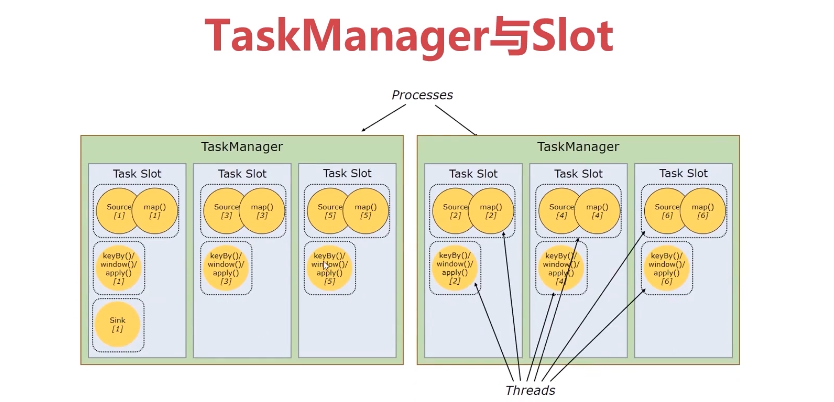 TaskManager与Slot
Processes
TaskManager
TaskManager
Task Slot
Task Slot
Task Slot
Task Slot
Task Slot
Task Slot
Source
[1]
map()
[1]
Source
[3]
map()
[3]
Source
[5]
map()
[5]
Source
[2]
map()
[2]
Source
[4]
map()
[4]
Source
[6]
map()
[6]
keyBy()/
window()/
apply()
[1]
keyBy()/
window()/
apply()
[3]
keyBy()/
window()/
apply()
[5]
keyBy()/
window()/
apply()
[2]
keyBy()/
window()/
apply()
[4]
keyBy()/
window()/
apply()
[6]
Sink
[1]
Threads